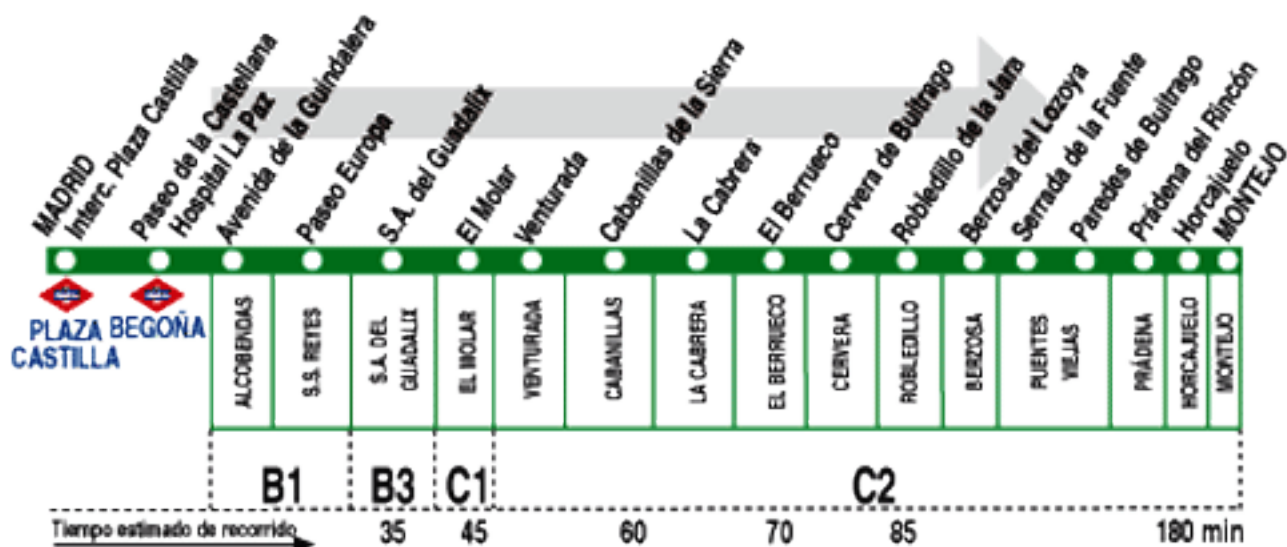 MADRID
Interc. Plaza Castilla
Paseo de la Castellana
Hospital La Paz
Avenida de la Guindalera
Paseo Europa
S.A. del Guadalix
El Molar
Venturada
Cabanillas de la Sierra
La Cabrera
El Berrueco
Cervera de Buitrago
Robledillo de la Jara
Berzosa del Lozoya
Serrada de la Fuente
Paredes de Buitrago
Prádena del Rincón
Horcajuelo
MONTEJO
PLAZA
CASTILLA
BEGOÑA
ALCOBENDAS
S.S. REYES
S.A. DEL
GUADALIX
EL MOLAR
VENTURADA
CABANILLAS
LA CABRERA
EL BERRUECO
CERVERA
ROBLEDILLO
BERZOSA
PUENTES
VIEJAS
PRÁDENA
HORCAJUELO
MONTEJO
B1 B3 C1 C2
Tiempo estimado de recorrido 35 45 60 70 85 180 min